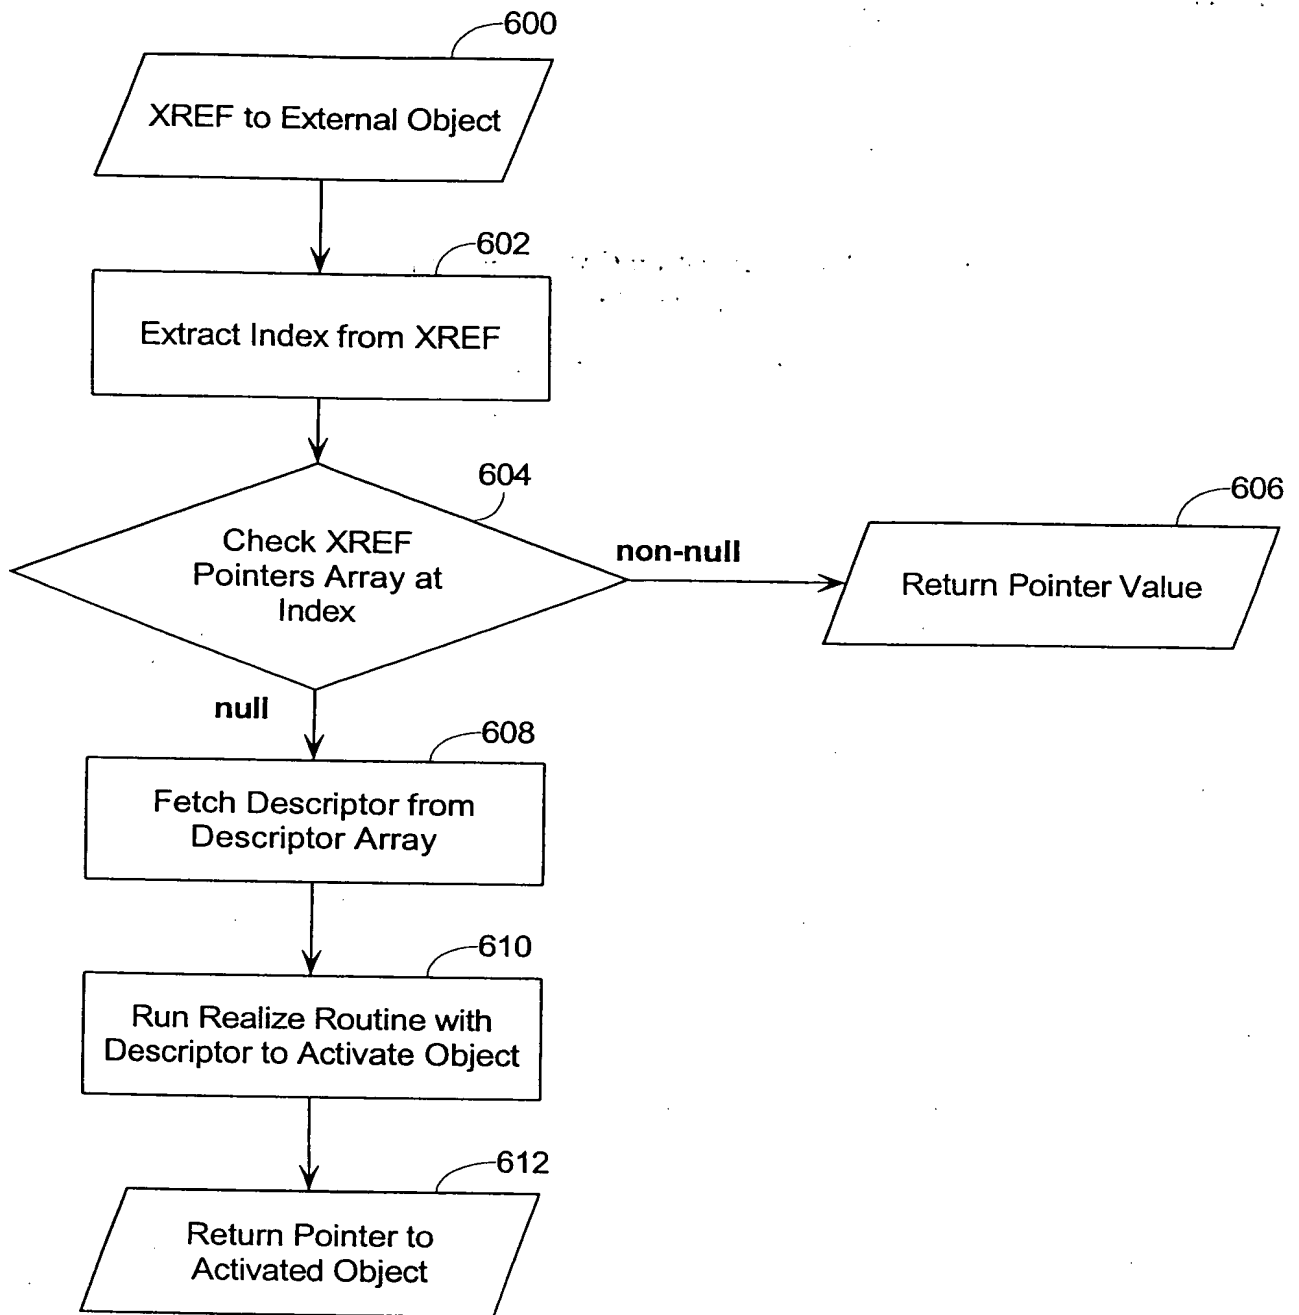 600
XREF to External Object
602
Extract Index from XREF
604
Check XREF
Pointers Array at
Index
non-null
606
Return Pointer Value
null
608
Fetch Descriptor from
Descriptor Array
610
Run Realize Routine with
Descriptor to Activate Object
612
Return Pointer to
Activated Object